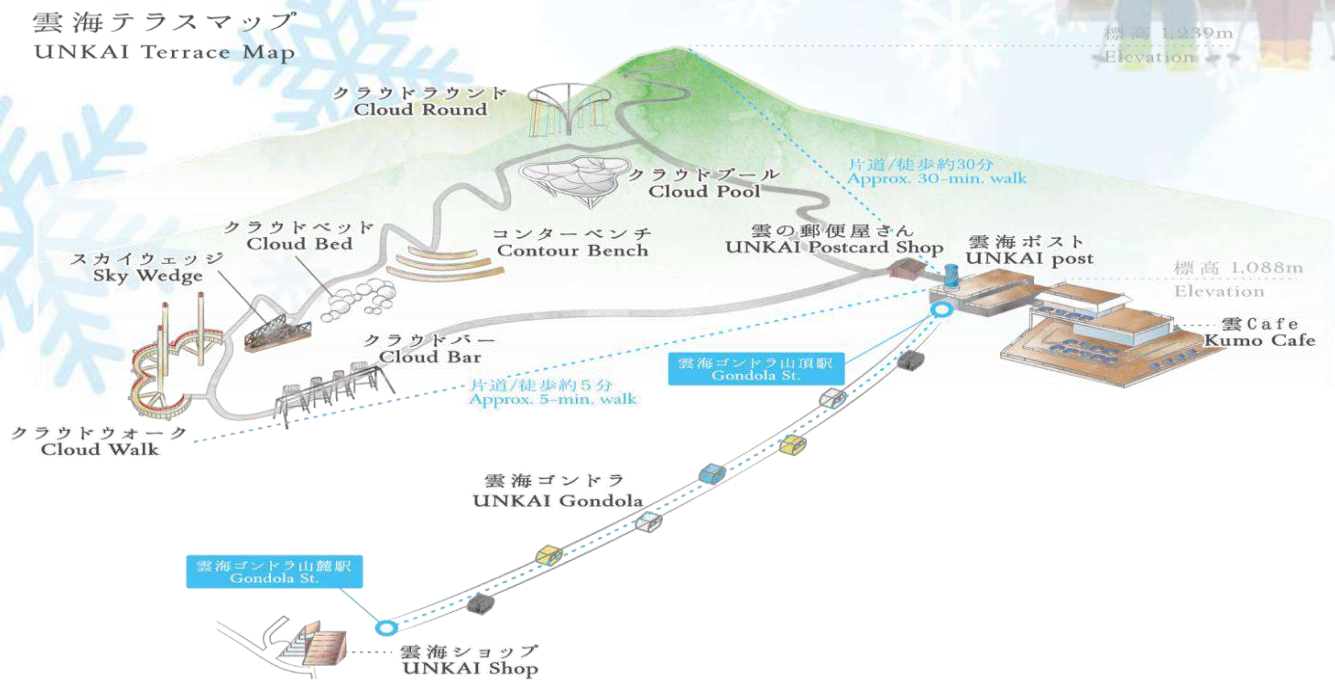 雲海テラスマップ
UNKAI Terrace Map
標高 1,239m
Elevation
クラウドラウンド
Cloud Round
片道/徒歩約30分
Approx. 30-min. walk
クラウドプール
Cloud Pool
クラウドベッド
Cloud Bed
コンターベンチ
Contour Bench
雲の郵便屋さん
UNKAI Postcard Shop
雲海ポスト
UNKAI post
スカイウェッジ
Sky Wedge
標高 1,088m
Elevation
雲Cafe
Kumo Cafe
クラウドバー
Cloud Bar
雲海ゴンドラ山頂駅
Gondola St.
片道/徒歩約5分
Approx. 5-min. walk
クラウドウォーク
Cloud Walk
雲海ゴンドラ
UNKAI Gondola
雲海ゴンドラ山麓駅
Gondola St.
雲海ショップ
UNKAI Shop